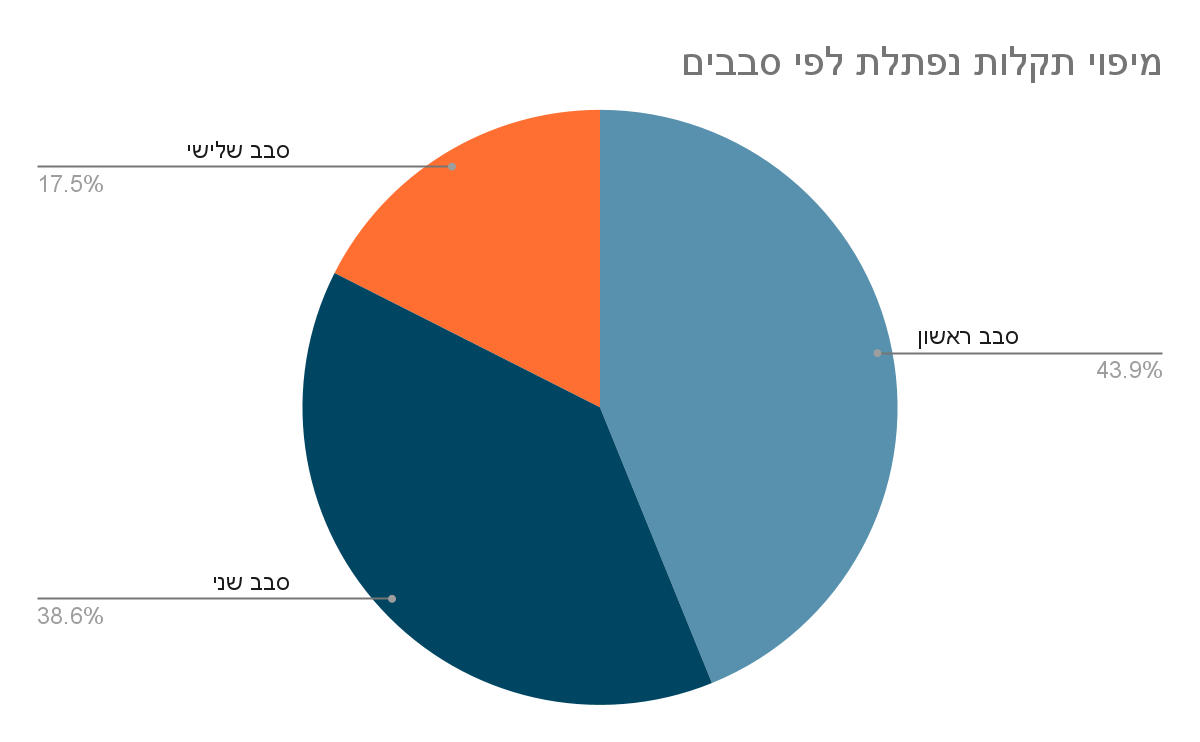 מיפוי תקלות נפתלת לפי סבבים
סבב שלישי
17.5%
סבב ראשון
43.9%
סבב שני
38.6%